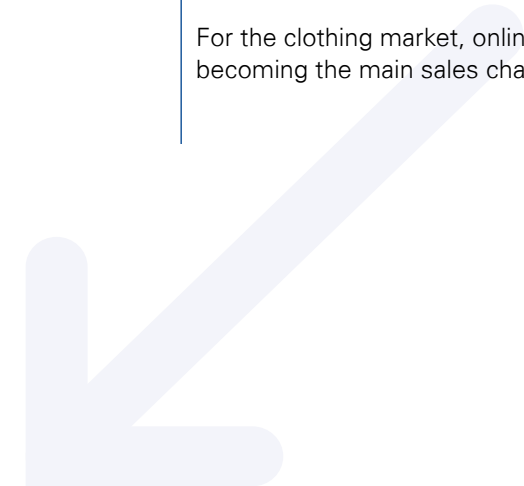 For the clothing market, onlin
becoming the main sales cha